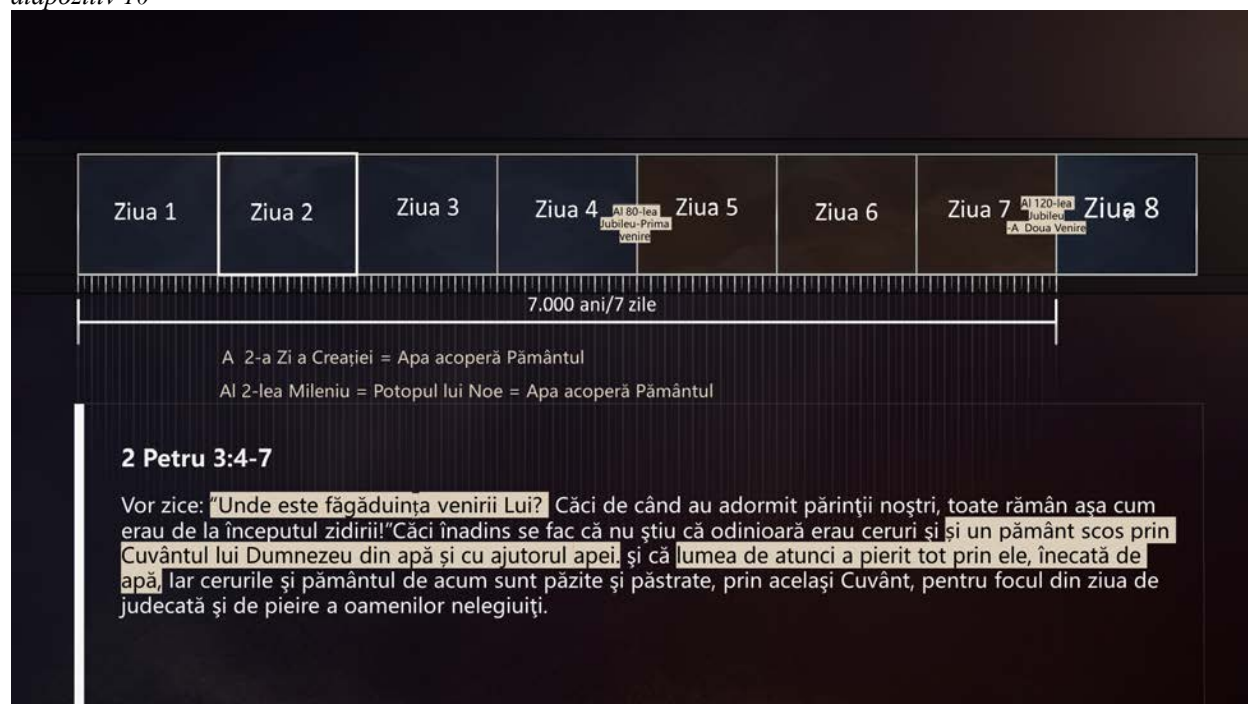 diapozitiv 10
Ziua 1
Ziua 2
Ziua 3
Ziua 4
Al 80-lea
Jubileu-Prima
venire
Ziua 5
Ziua 6
Ziua 7
Al 120-lea
Jubileu
-A Doua Venire
Ziua 8
7.000 ani/7 zile
A 2-a Zi a Creației = Apa acoperă Pământul
Al 2-lea Mileniu = Potopul lui Noe = Apa acoperă Pământul
2 Petru 3:4-7
Vor zice: "Unde este făgăduința venirii Lui? Căci de când au adormit părinţii noştri, toate rămân aşa cum
erau de la începutul zidirii!"Căci înadins se fac că nu ştiu că odinioară erau ceruri şi și un pământ scos prin
Cuvântul lui Dumnezeu din apă și cu ajutorul apei. şi că lumea de atunci a pierit tot prin ele, înecată de
apă, Iar cerurile şi pământul de acum sunt păzite şi păstrate, prin acelaşi Cuvânt, pentru focul din ziua de
judecată şi de pieire a oamenilor nelegiuiţi.